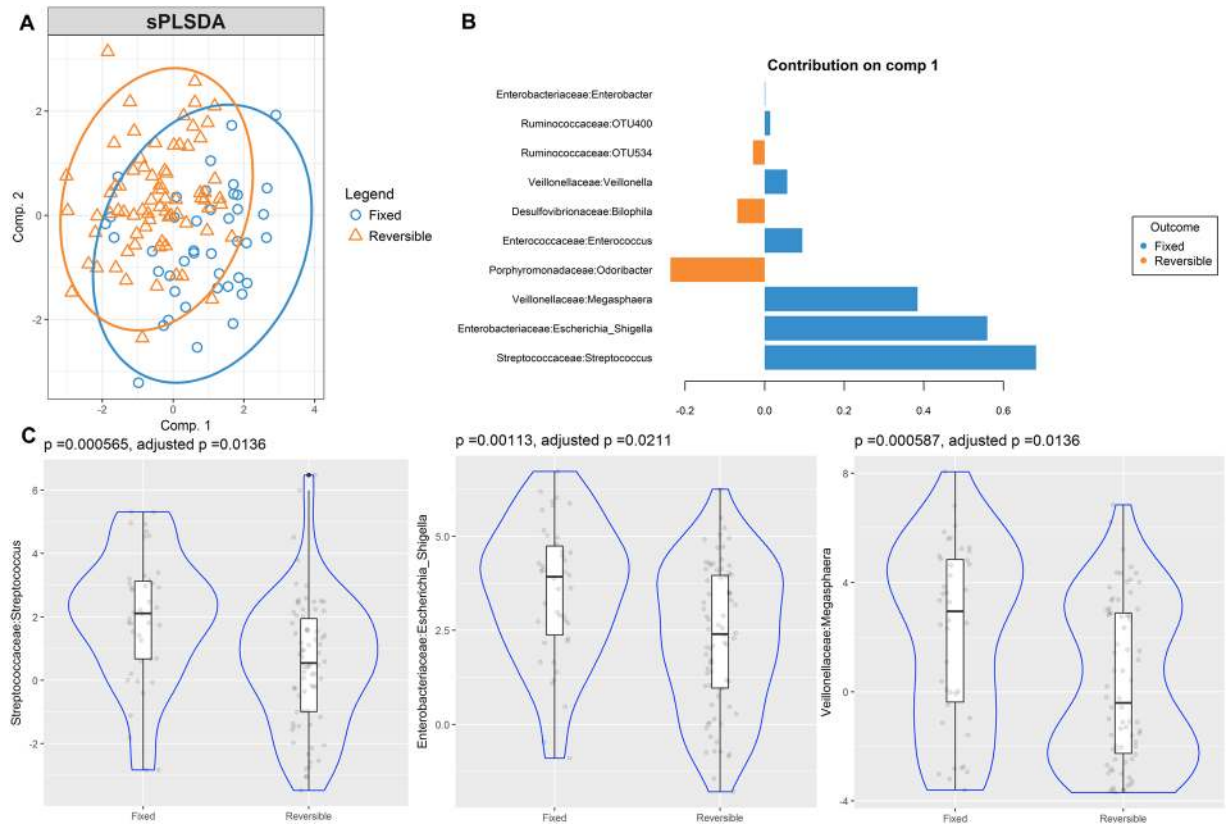 A
sPLSDA
Comp. 2
2
0
-2
-2
0
2
4
Comp. 1
Legend
Fixed
Reversible
B
Contribution on comp 1
Enterobacteriaceae:Enterobacter
Ruminococcaceae:OTU400
Ruminococcaceae:OTU534
Veillonellaceae:Veillonella
Desulfovibrionaceae:Bilophila
Enterococcaceae:Enterococcus
Porphyromonadaceae:Odoribacter
Veillonellaceae:Megasphaera
Enterobacteriaceae:Escherichia_Shigella
Streptococcaceae:Streptococcus
-0.2
0.0
0.2
0.4
0.6
Outcome
Fixed
Reversible
C
p =0.000565, adjusted p =0.0136
Streptococcaceae:Streptococcus
6
4
2
0
-2
Fixed
Reversible
p =0.00113, adjusted p =0.0211
Enterobacteriaceae:Escherichia_Shigella
5.0
2.5
0.0
Fixed
Reversible
p =0.000587, adjusted p =0.0136
Veillonellaceae:Megasphaera
8
4
0
-4
Fixed
Reversible